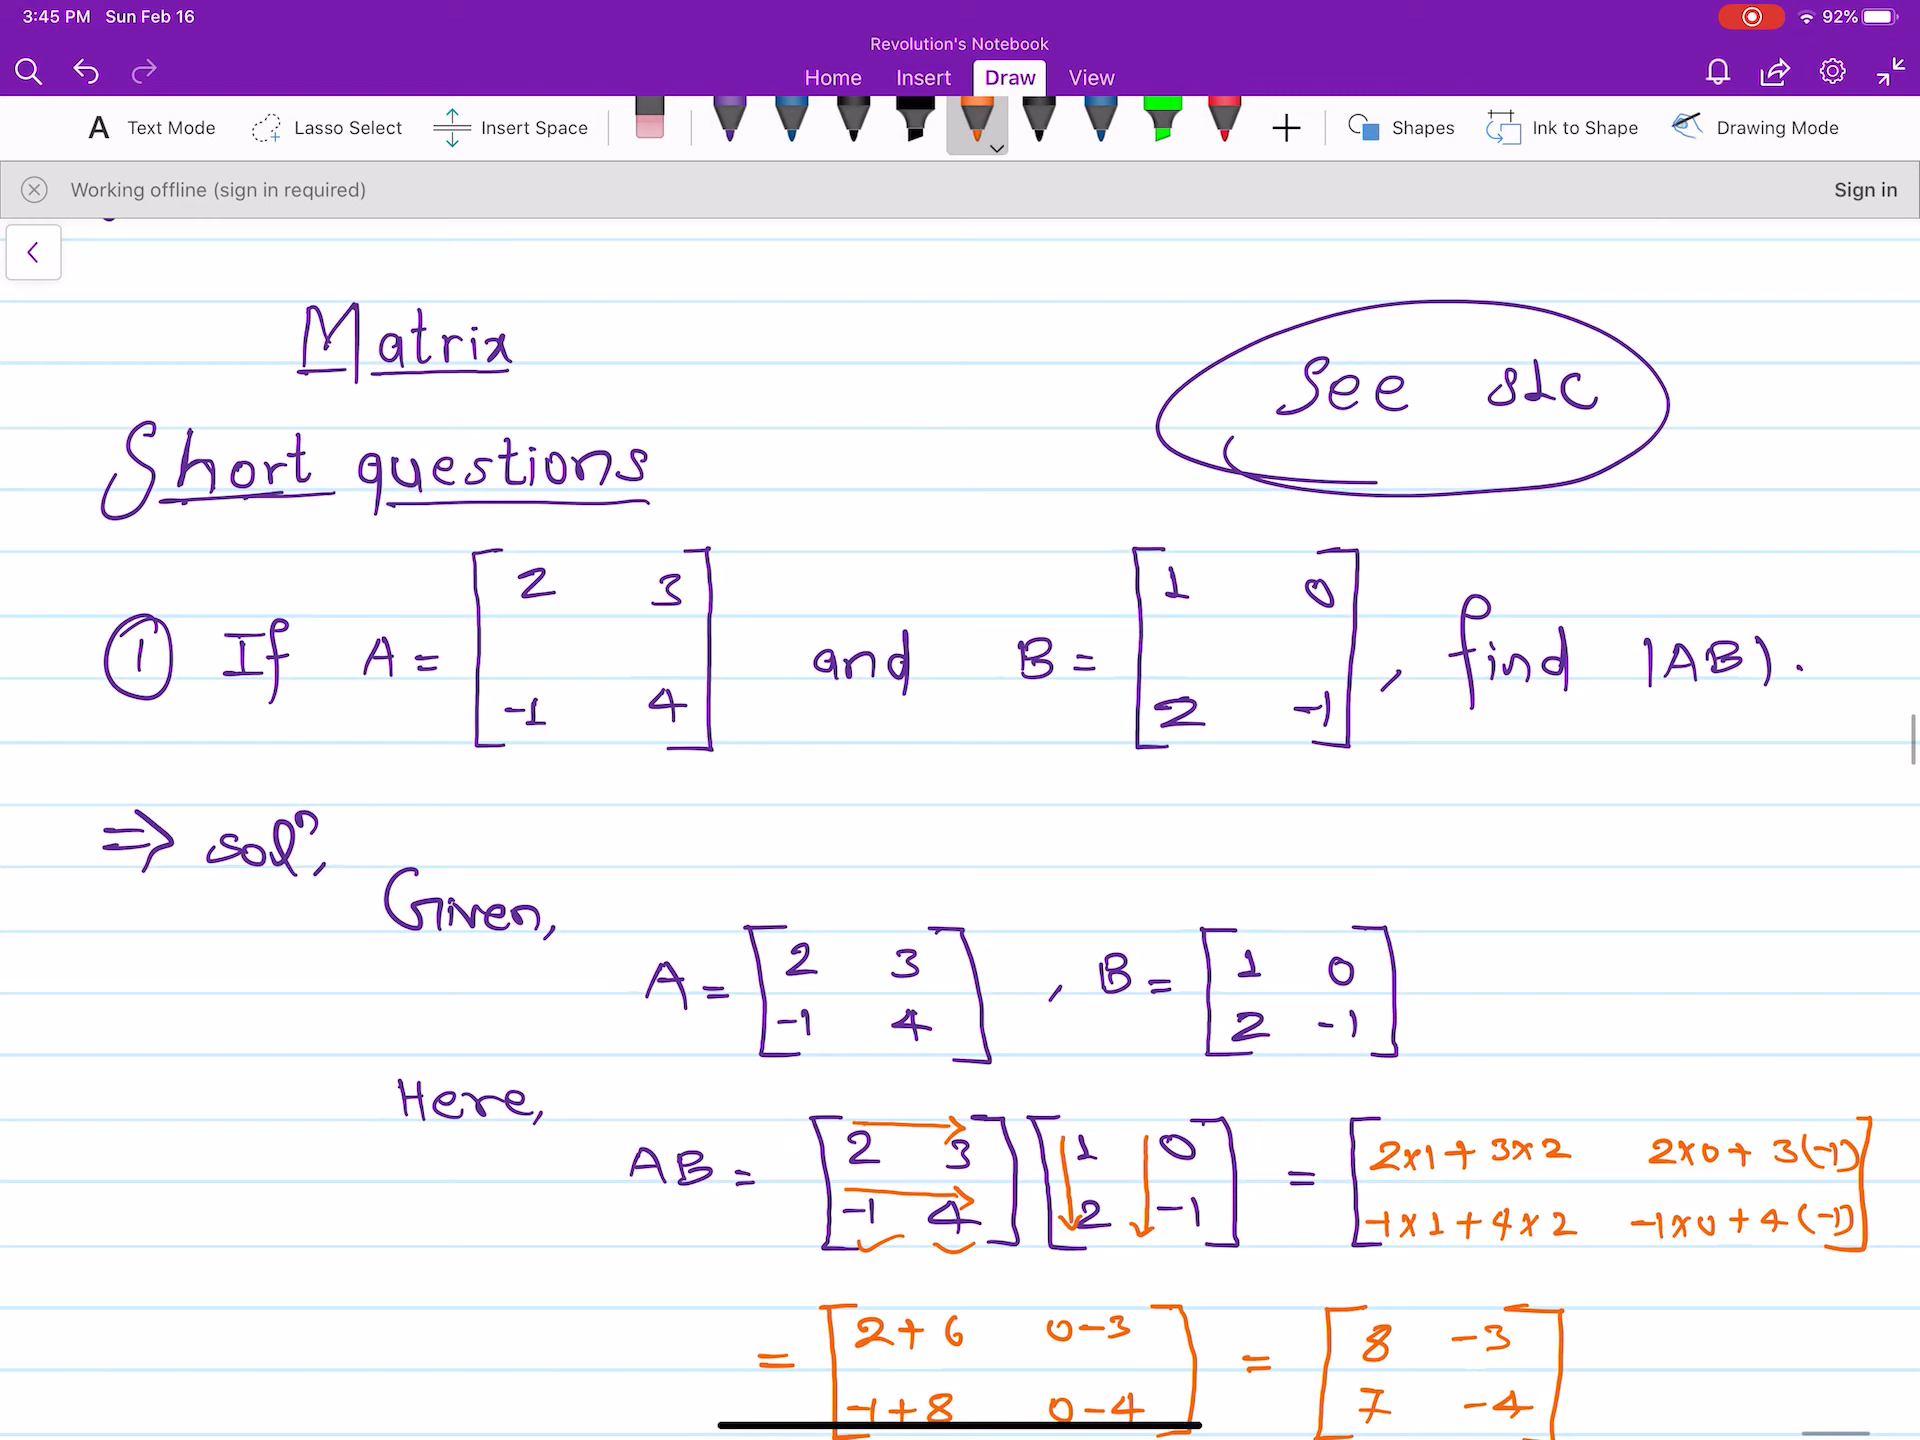 3:45 PM Sun Feb 16 92%
Revolution's Notebook
Home Insert Draw View
A Text Mode Lasso Select Insert Space + Shapes Ink to Shape Drawing Mode
Working offline (sign in required) Sign in
Matrix
See SLC
Short questions
① If A = [2 3 -1 4] and B = [1 0 2 -1], find |AB|.
=> solⁿ,
Given,
A = [2 3 -1 4], B = [1 0 2 -1]
Here,
AB = [2 3 -1 4] [1 0 2 -1] = [2×1+3×2 2×0+3(-1) -1×1+4×2 -1×0+4(-1)]
= [2+6 0-3 -1+8 0-4] = [8 -3 7 -4]